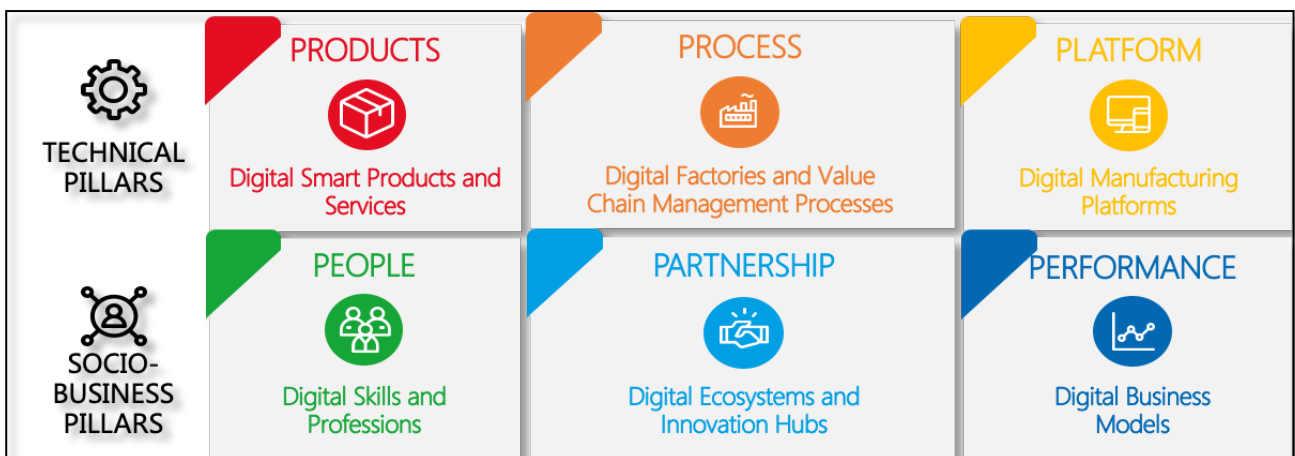 TECHNICAL
PILLARS
PRODUCTS
Digital Smart Products and
Services
PROCESS
Digital Factories and Value
Chain Management Processes
PLATFORM
Digital Manufacturing
Platforms
SOCIO-
BUSINESS
PILLARS
PEOPLE
Digital Skills and
Professions
PARTNERSHIP
Digital Ecosystems and
Innovation Hubs
PERFORMANCE
Digital Business
Models